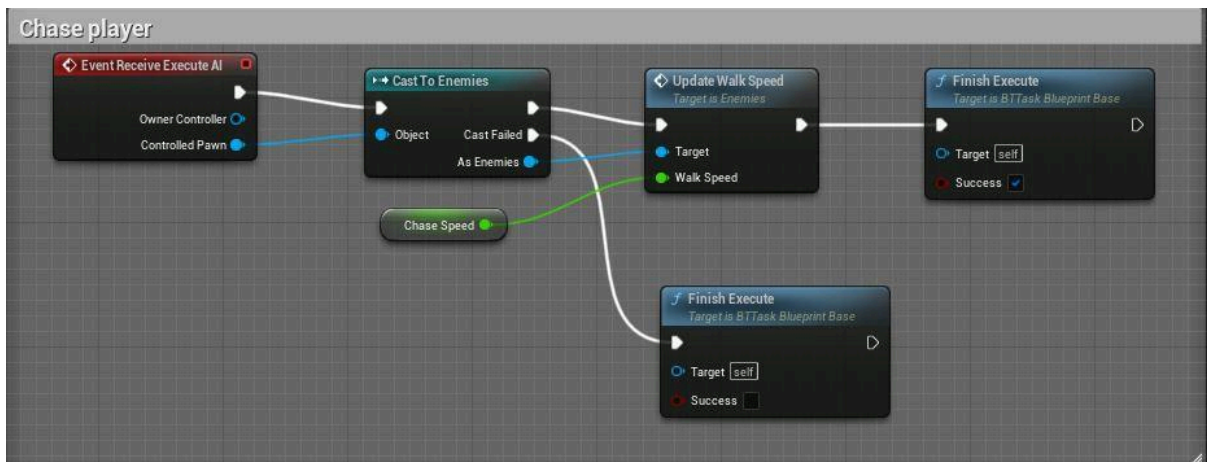 Chase player
Event Receive Execute AI
Owner Controller
Controlled Pawn
Cast To Enemies
Object
Cast Failed
As Enemies
Chase Speed
Update Walk Speed
Target is Enemies
Target
Walk Speed
f Finish Execute
Target is BTTask Blueprint Base
Target self
Success
f Finish Execute
Target is BTTask Blueprint Base
Target self
Success